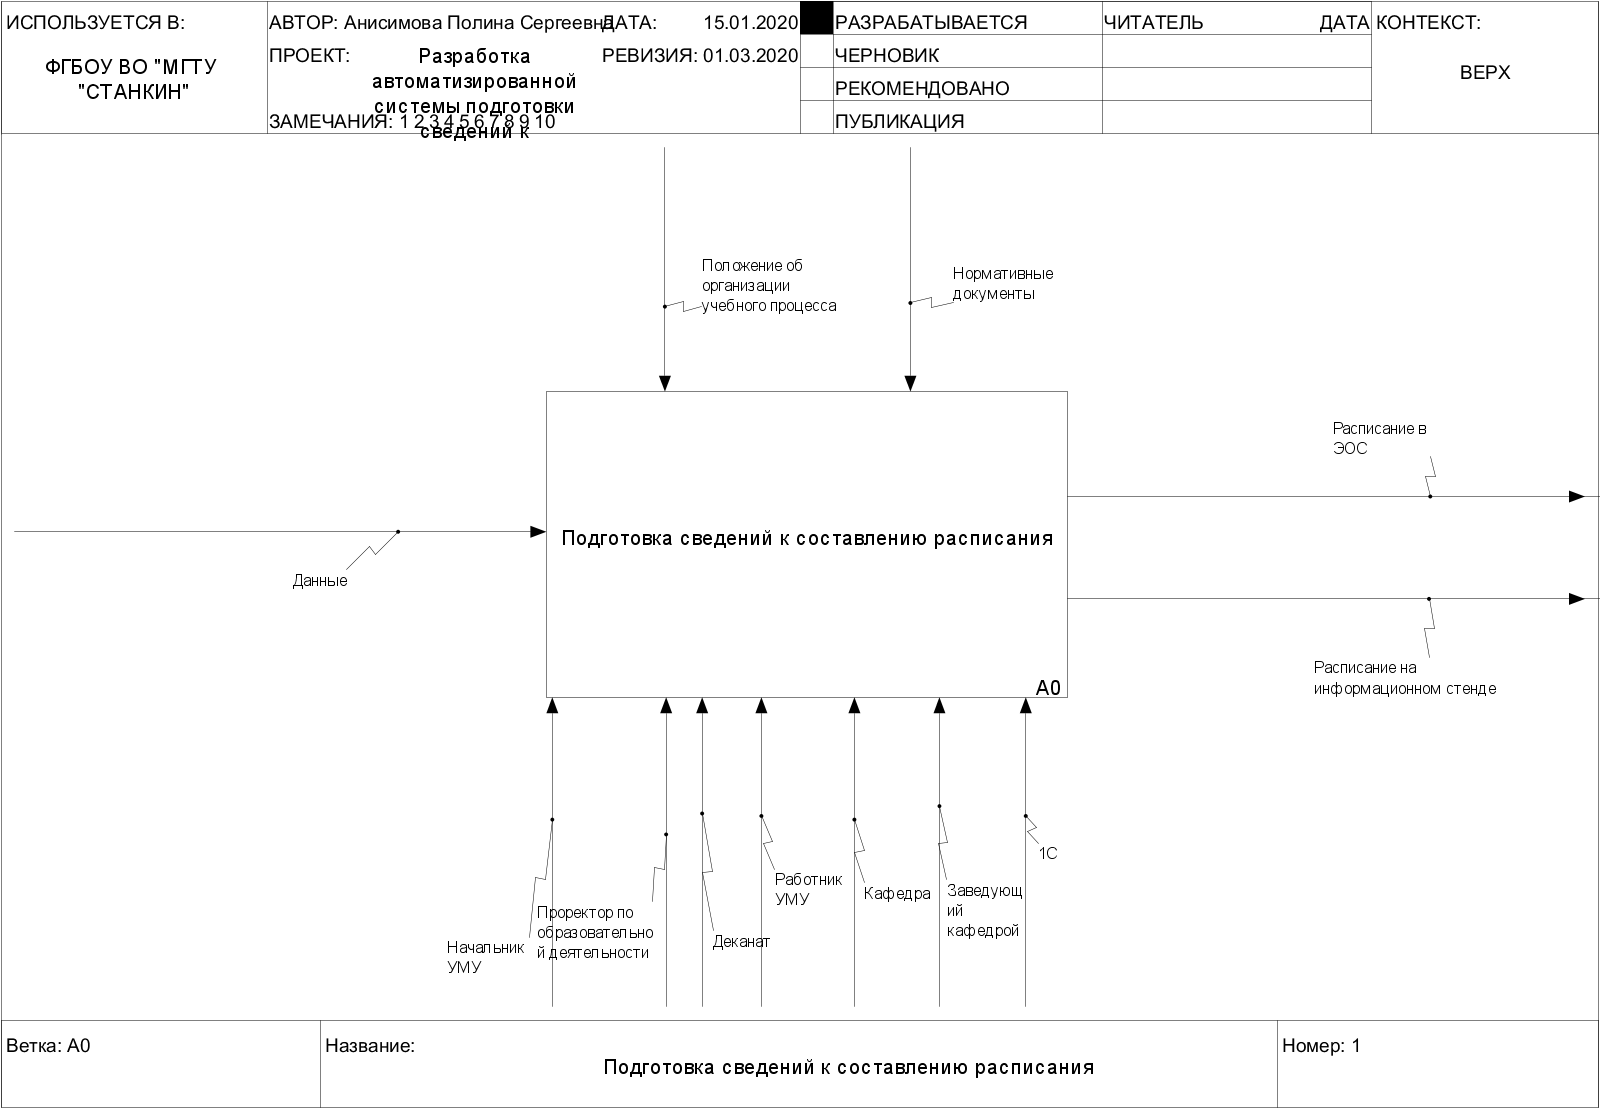 ИСПОЛЬЗУЕТСЯ В:
ФГБОУ ВО "МГТУ
"СТАНКИН"
АВТОР: Анисимова Полина Сергеевна
ДАТА: 15.01.2020
ПРОЕКТ:
Разработка
автоматизированной
системы подготовки
сведений к
РЕВИЗИЯ: 01.03.2020
ЗАМЕЧАНИЯ: 1 2 3 4 5 6 7 8 9 10
РАЗРАБАТЫВАЕТСЯ
ЧЕРНОВИК
РЕКОМЕНДОВАНО
ПУБЛИКАЦИЯ
ЧИТАТЕЛЬ
ДАТА
КОНТЕКСТ:
ВЕРХ
Положение об
организации
учебного процесса
Нормативные
документы
Расписание в
ЭОС
Данные
Подготовка сведений к составлению расписания
A0
Расписание на
информационном стенде
Начальник
УМУ
Проректор по
образовательно
й деятельности
Деканат
Работник
УМУ
Кафедра
Заведующ
ий
кафедрой
1С
Ветка: A0
Название:
Подготовка сведений к составлению расписания
Номер: 1